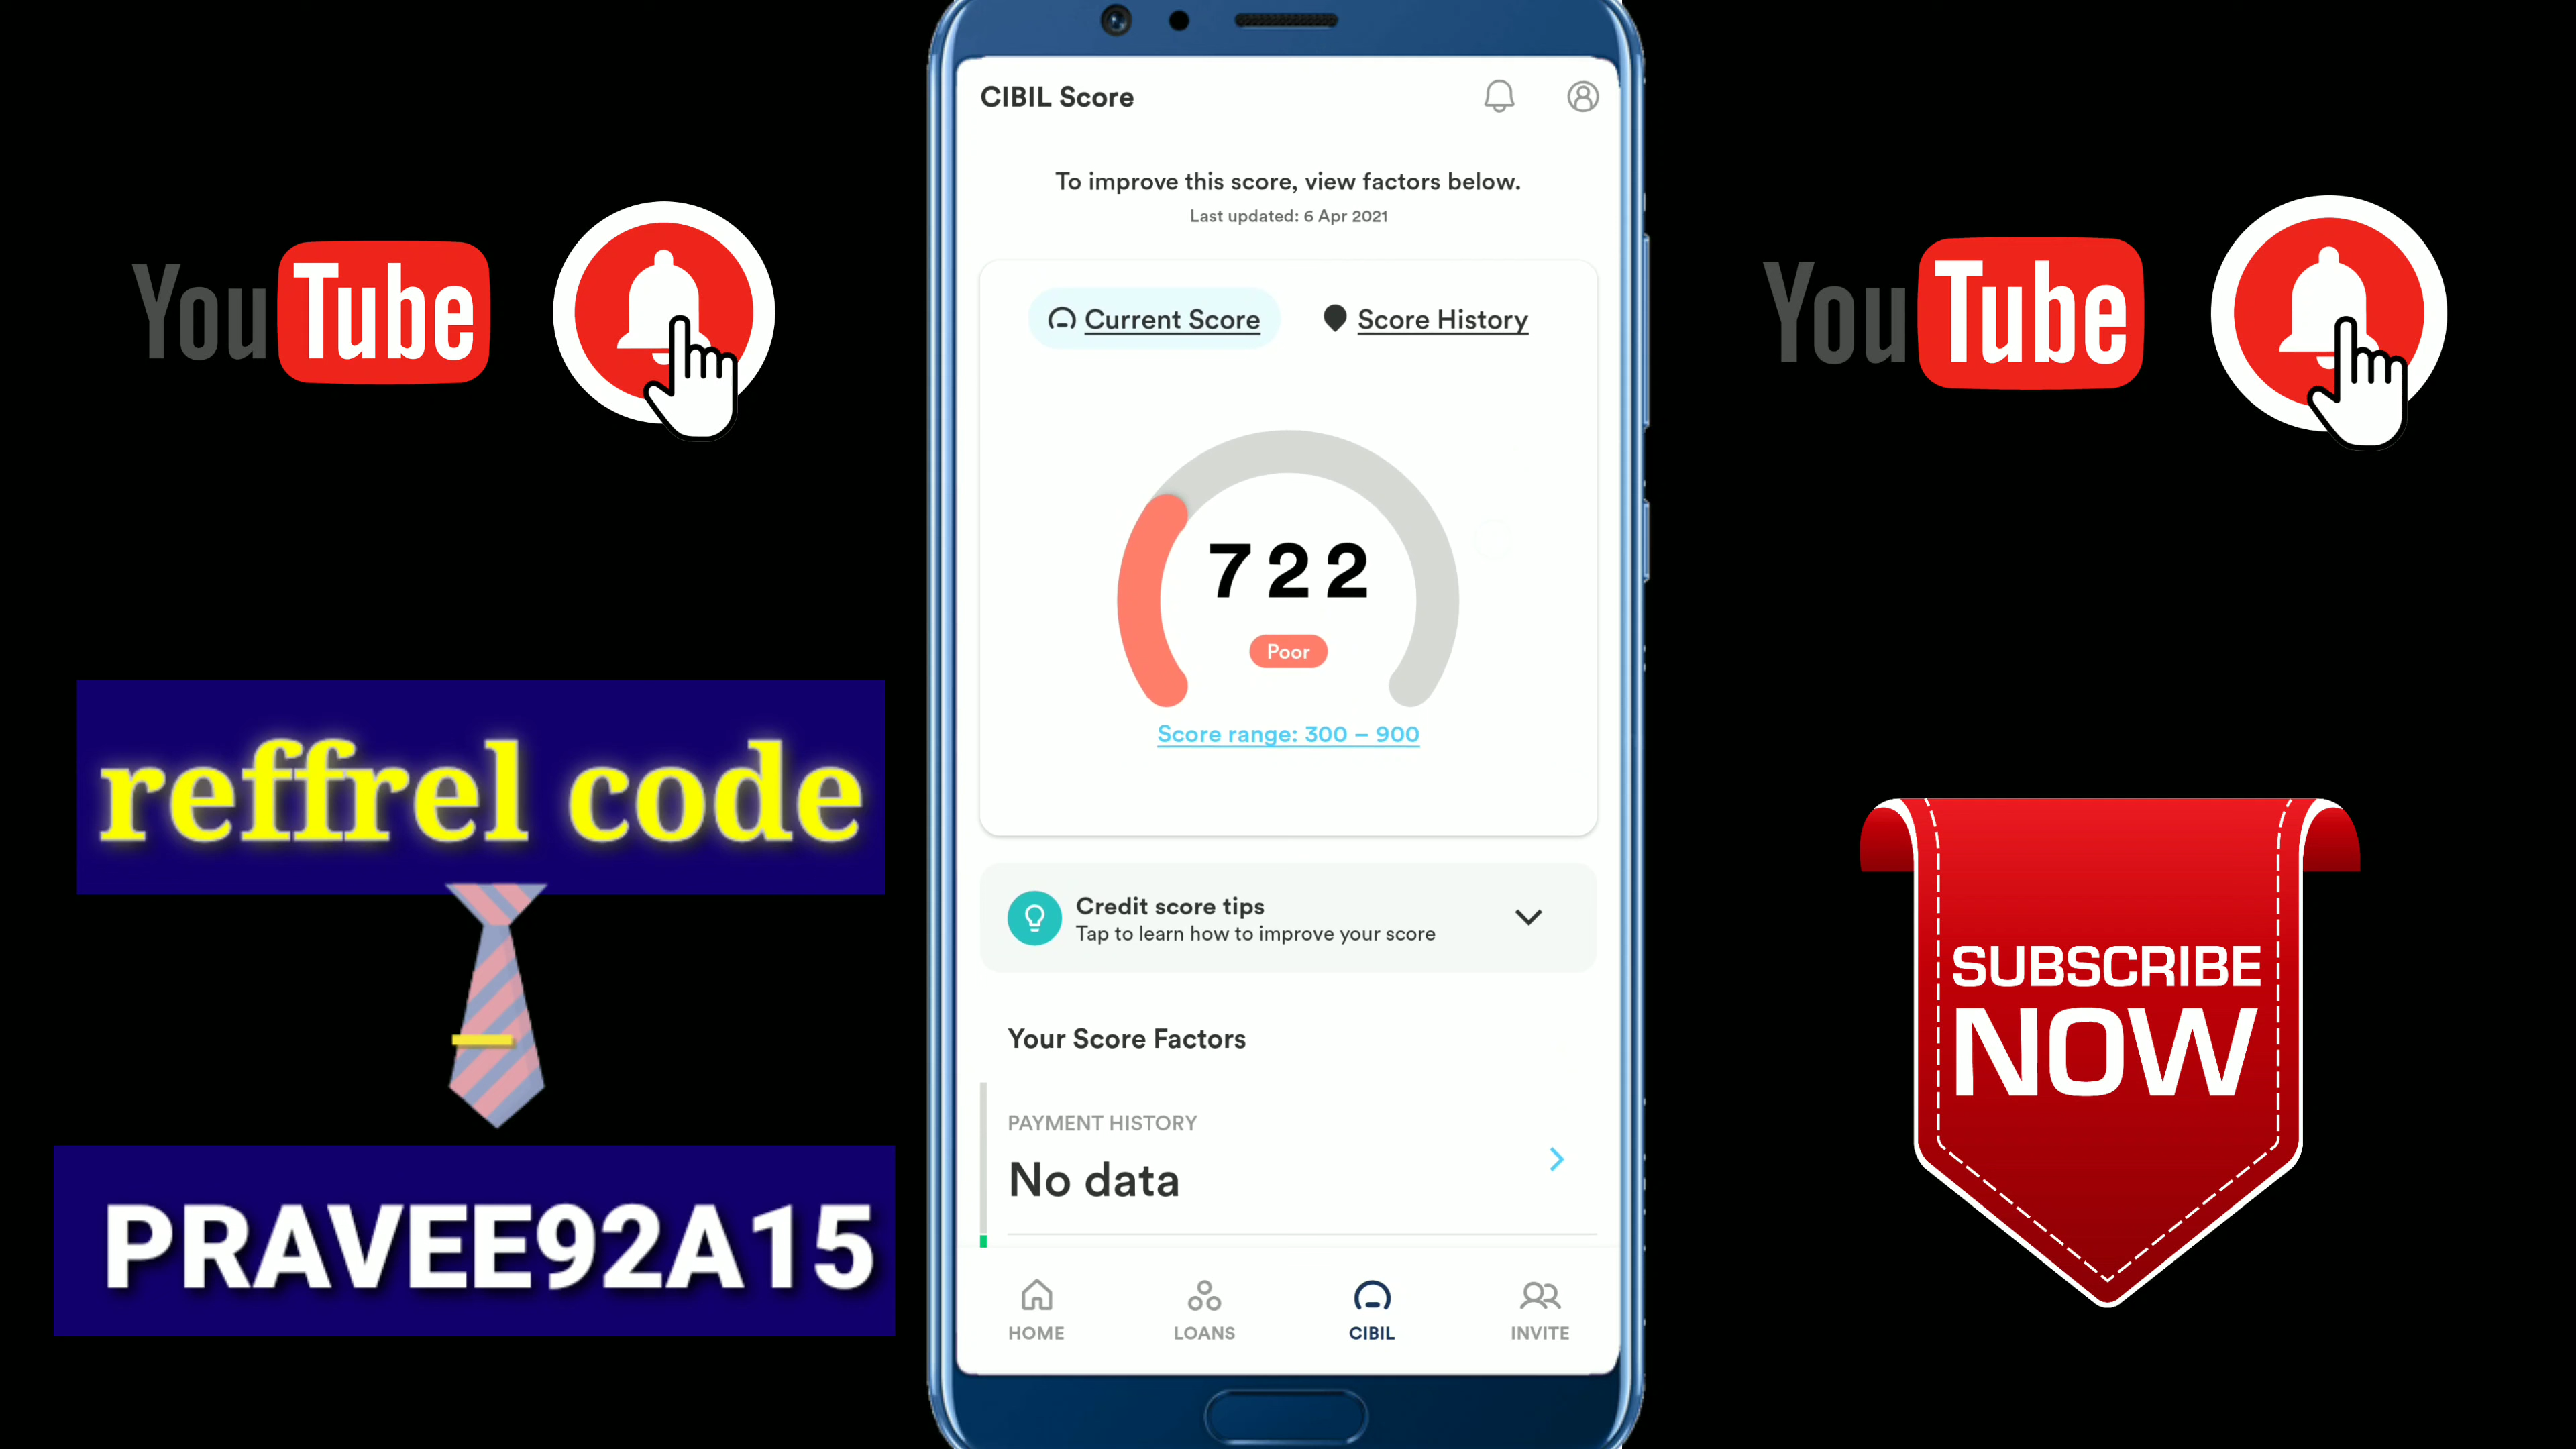 YouTube
reffrel code
PRAVEE92A15
CIBIL Score
To improve this score, view factors below.
Last updated: 6 Apr 2021
Current Score
Score History
722
Poor
Score range: 300 – 900
Credit score tips
Tap to learn how to improve your score
Your Score Factors
PAYMENT HISTORY
No data
HOME
LOANS
CIBIL
INVITE
YouTube
SUBSCRIBE
NOW